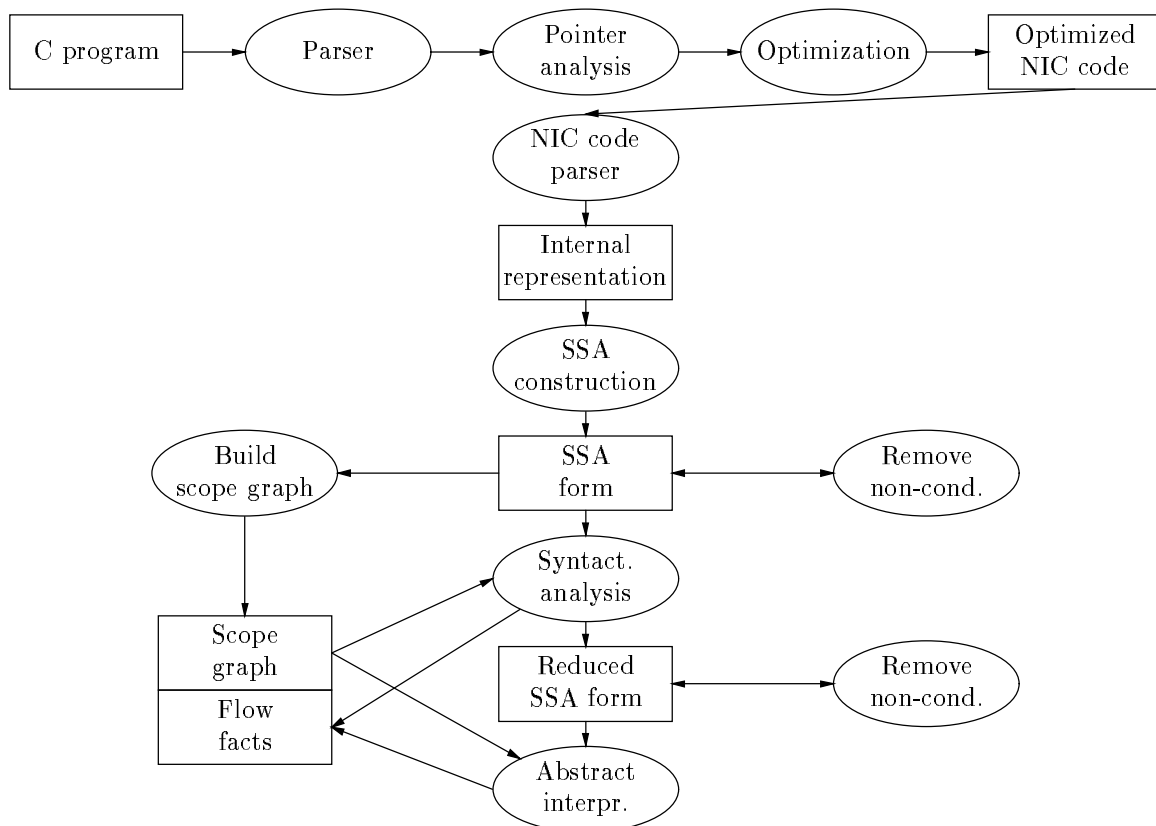 C program
Parser
Pointer
analysis
Optimization
Optimized
NIC code
NIC code
parser
Internal
representation
SSA
construction
Build
scope graph
SSA
form
Remove
non-cond.
Syntact.
analysis
Scope
graph
Flow
facts
Reduced
SSA form
Remove
non-cond.
Abstract
interpr.